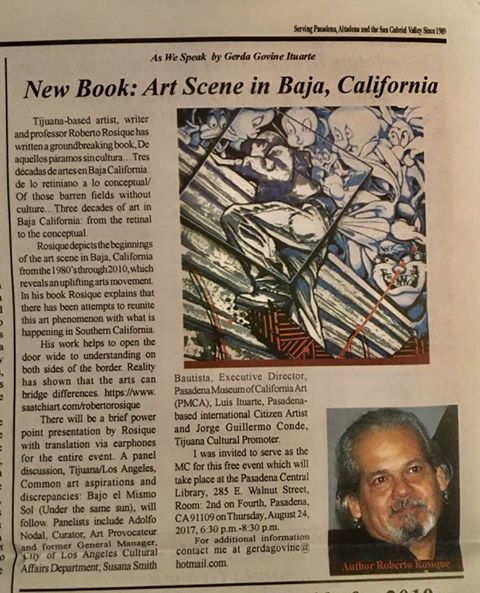 Serving Pasadena, Altadena and the San Gabriel Valley Since 1989
As We Speak by Gerda Govine Ituarte
New Book: Art Scene in Baja, California
Tijuana-based artist, writer
and professor Roberto Rosique has
written a groundbreaking book, De
aquellos páramos sin cultura…Tres
décadas de artes en Baja California:
de lo retiniano a lo conceptual/
Of those barren fields without
culture…Three decades of art in
Baja California: from the retinal
to the conceptual.
Rosique depicts the beginnings
of the art scene in Baja, California
from the 1980's through 2010, which
reveals an uplifting arts movement.
In his book Rosique explains that
there has been attempts to reunite
this art phenomenon with what is
happening in Southern California.
His work helps to open the
door wide to understanding on
both sides of the border. Reality
has shown that the arts can
bridge differences. https://www.
saatchiart.com/robertorosique
There will be a brief power
point presentation by Rosique
with translation via earphones
for the entire event. A panel
discussion, Tijuana/Los Angeles,
Common art aspirations and
discrepancies: Bajo el Mismo
Sol (Under the same sun), will
follow. Panelists include Adolfo
Nodal, Curator, Art Provocateur
and former General Manager,
City of Los Angeles Cultural
Affairs Department; Susana Smith
Bautista, Executive Director,
Pasadena Museum of California Art
(PMCA); Luis Ituarte, Pasadena-
based international Citizen Artist
and Jorge Guillermo Conde,
Tijuana Cultural Promoter.
I was invited to serve as the
MC for this free event which will
take place at the Pasadena Central
Library, 285 E. Walnut Street,
Room: 2nd on Fourth, Pasadena,
CA 91109 on Thursday, August 24,
2017, 6:30 p.m.-8:30 p.m.
For additional information
contact me at gerdagovine@
hotmail.com.
Author Roberto Rosique